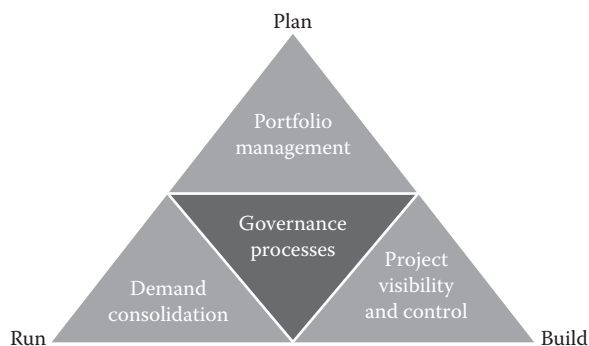 Plan
Portfolio
management
Governance
processes
Demand
consolidation
Project
visibility
and control
Run
Build